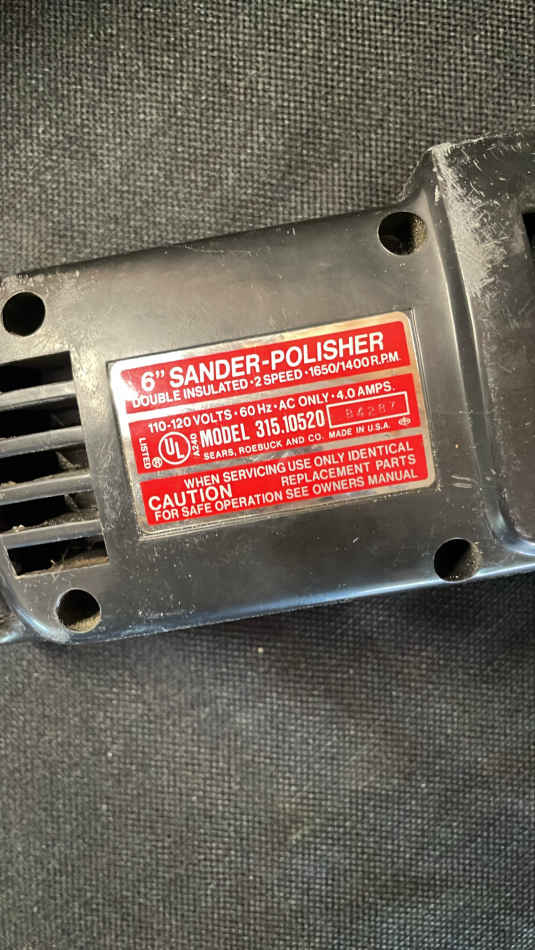 6" SANDER-POLISHER
DOUBLE INSULATED • 2 SPEED • 1650/1400 R.P.M.
110-120 VOLTS • 60 Hz • AC ONLY • 4.0 AMPS.
LISTED ® UL MODEL 315.10520 B4287
SEARS, ROEBUCK AND CO. MADE IN U.S.A.
WHEN SERVICING USE ONLY IDENTICAL
CAUTION REPLACEMENT PARTS
FOR SAFE OPERATION SEE OWNERS MANUAL